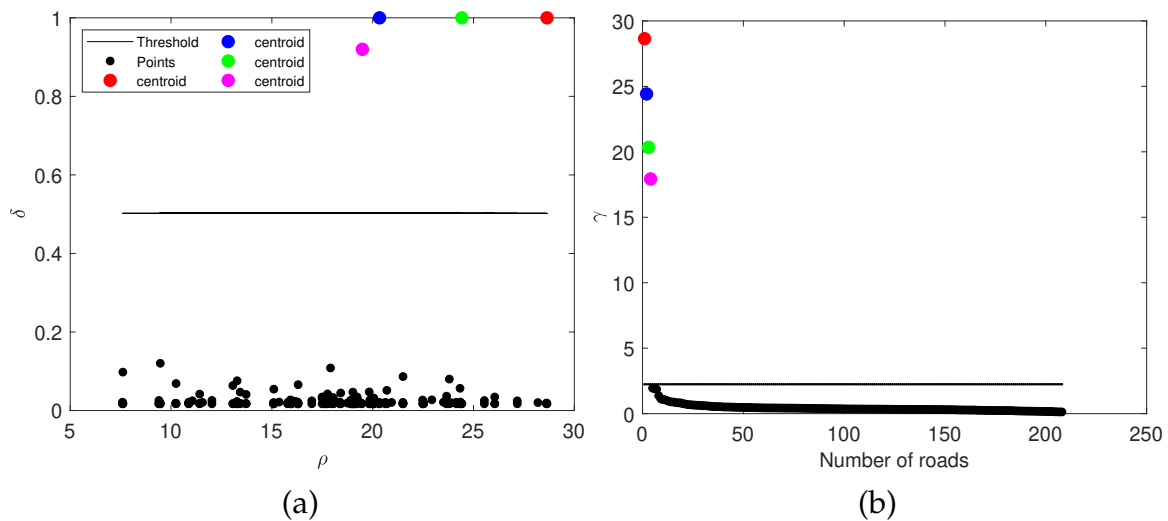 1
0.8
0.6
0.4
0.2
0
δ
5 10 15 20 25 30
ρ
Threshold
Points
centroid
centroid
centroid
centroid
(a)
30
25
20
15
10
5
0
γ
0 50 100 150 200 250
Number of roads
(b)